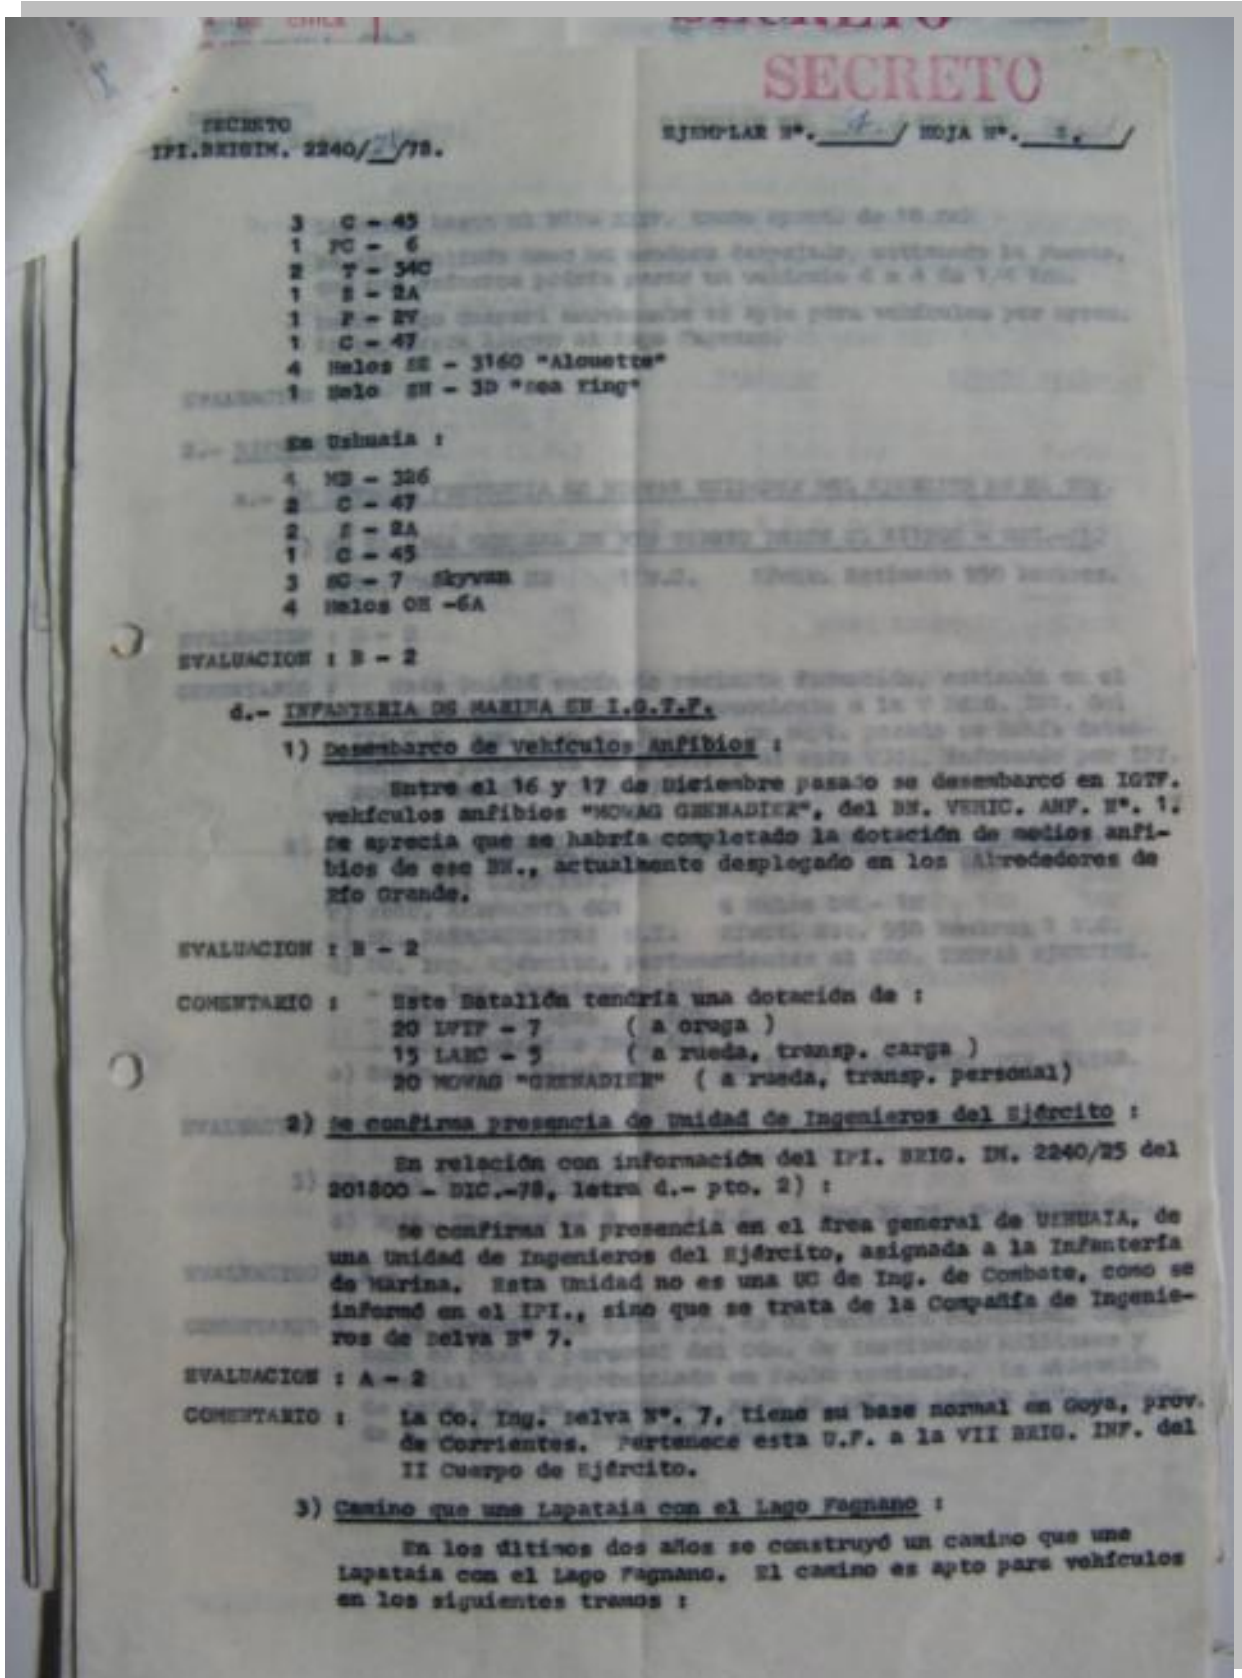 DE CHILE
SECRETO
SECRETO
SECRETO
IPI.BRIGIM. 2240/ /78.
EJEMPLAR Nº. / HOJA Nº. /
3 C - 45
1 PC - 6
2 T - 34C
1 S - 2A
1 P - 2V
1 C - 47
4 Helos SE - 3160 "Alouette"
1 Helo SH - 3D "Sea King"
En Ushuaia :
4 MB - 326
2 C - 47
2 S - 2A
1 C - 45
3 SC - 7 Skyvan
4 Helos OH -6A
EVALUACION : B - 2
d.- INFANTERIA DE MARINA EN I.G.T.F.
1) Desembarco de Vehículos Anfibios :
Entre el 16 y 17 de Diciembre pasado se desembarcó en IGTF.
vehículos anfibios "MOWAG GRENADIER", del BN. VEHIC. ANF. Nº. 1.
Se aprecia que se habría completado la dotación de medios anfi-
bios de ese BN., actualmente desplegado en los Alrededores de
Río Grande.
EVALUACION : B - 2
COMENTARIO : Este Batallón tendría una dotación de :
20 LVTP - 7 ( a oruga )
15 LARC - 5 ( a rueda, transp. carga )
20 MOWAG "GRENADIER" ( a rueda, transp. personal)
2) Se confirma presencia de Unidad de Ingenieros del Ejército :
En relación con información del IPI. BRIG. IM. 2240/25 del
201800 - DIC.-78, letra d.- pto. 2) :
Se confirma la presencia en el área general de USHUAIA, de
una Unidad de Ingenieros del Ejército, asignada a la Infantería
de Marina. Esta Unidad no es una UC de Ing. de Combate, como se
informó en el IPI., sino que se trata de la Compañía de Ingenie-
ros de Selva Nº 7.
EVALUACION : A - 2
COMENTARIO : La Co. Ing. Selva Nº. 7, tiene su base normal en Goya, prov.
de Corrientes. Pertenece esta U.F. a la VII BRIG. INF. del
II Cuerpo de Ejército.
3) Camino que une Lapataia con el Lago Fagnano :
En los últimos dos años se construyó un camino que une
Lapataia con el Lago Fagnano. El camino es apto para vehículos
en los siguientes tramos :